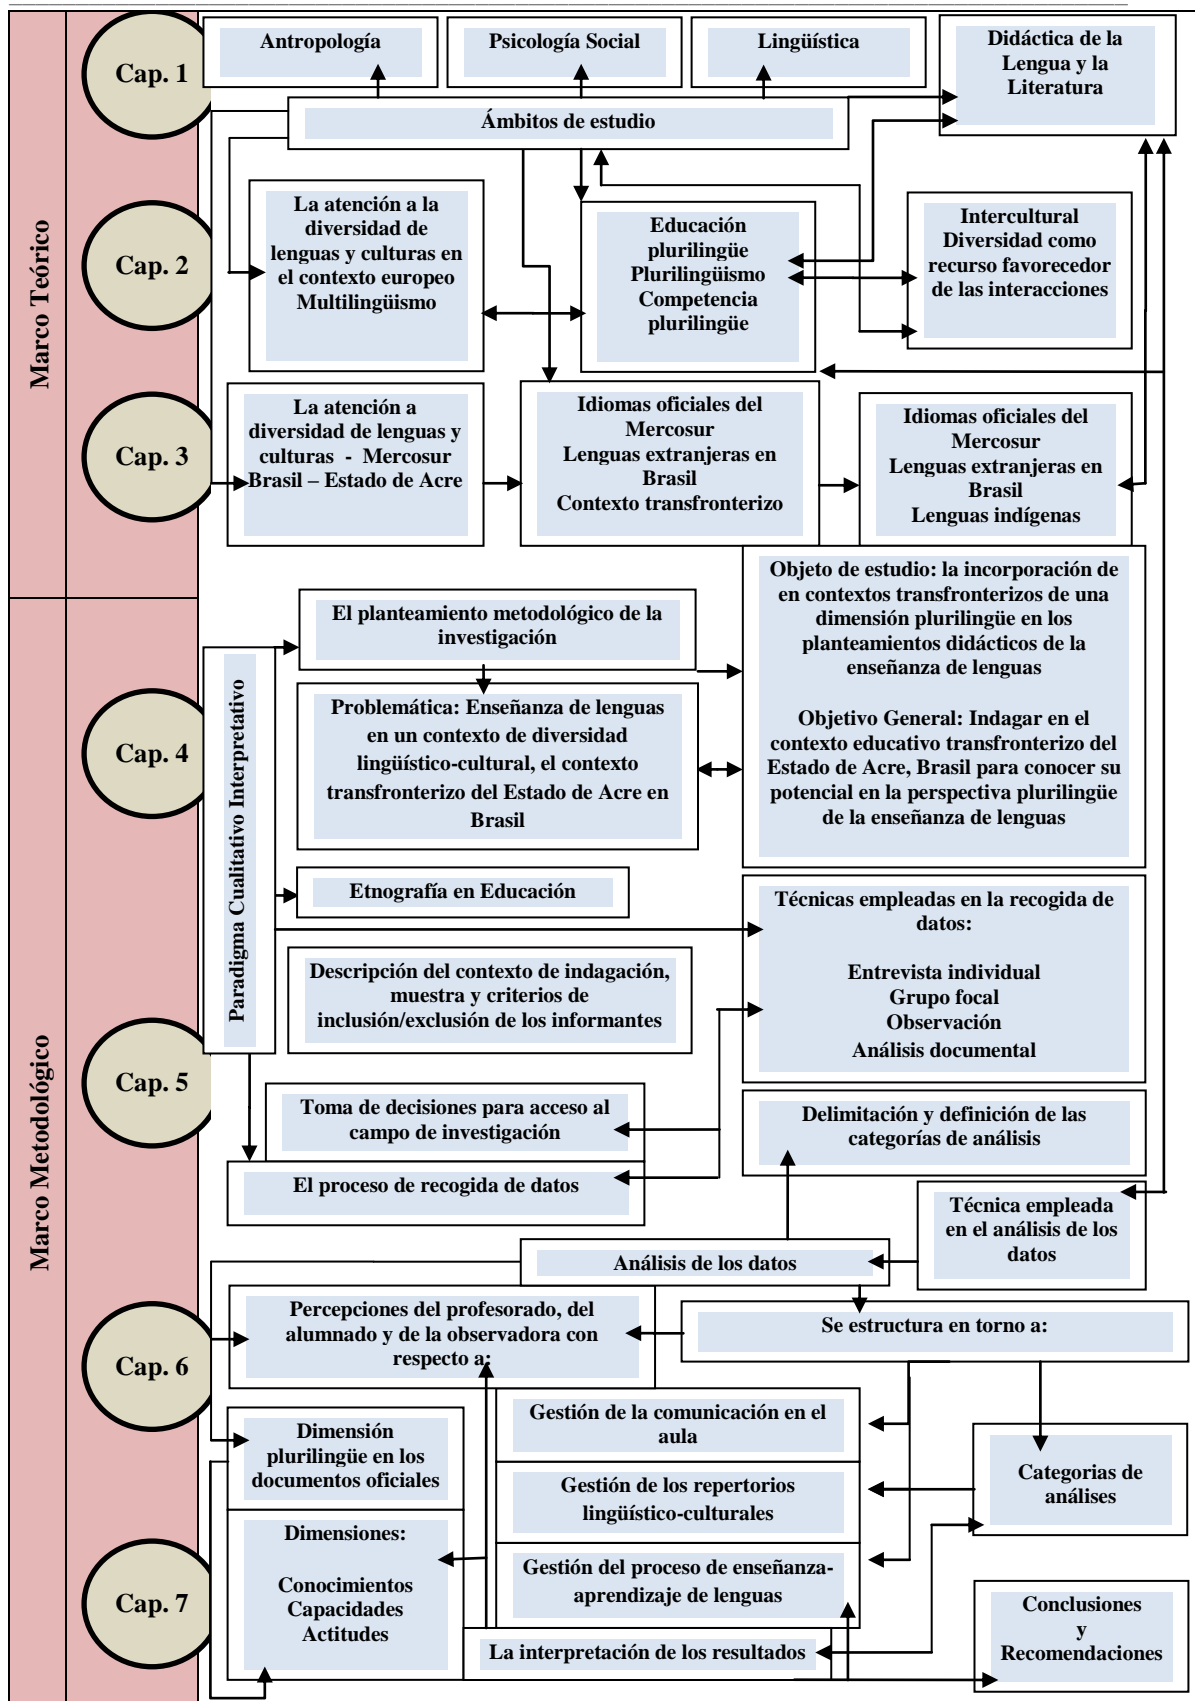 Marco Teórico
Marco Metodológico
Cap. 1
Antropología
Psicología Social
Lingüística
Didáctica de la
Lengua y la
Literatura
Ámbitos de estudio
Cap. 2
La atención a la
diversidad de
lenguas y culturas en
el contexto europeo
Multilingüismo
Educación
plurilingüe
Plurilingüismo
Competencia
plurilingüe
Intercultural
Diversidad como
recurso favorecedor
de las interacciones
Cap. 3
La atención a
diversidad de lenguas y
culturas - Mercosur
Brasil – Estado de Acre
Idiomas oficiales del
Mercosur
Lenguas extranjeras en
Brasil
Contexto transfronterizo
Idiomas oficiales del
Mercosur
Lenguas extranjeras en
Brasil
Lenguas indígenas
Cap. 4
Paradigma Cualitativo Interpretativo
El planteamiento metodológico de la
investigación
Problemática: Enseñanza de lenguas
en un contexto de diversidad
lingüístico-cultural, el contexto
transfronterizo del Estado de Acre en
Brasil
Objeto de estudio: la incorporación de
en contextos transfronterizos de una
dimensión plurilingüe en los
planteamientos didácticos de la
enseñanza de lenguas
Objetivo General: Indagar en el
contexto educativo transfronterizo del
Estado de Acre, Brasil para conocer su
potencial en la perspectiva plurilingüe
de la enseñanza de lenguas
Etnografía en Educación
Cap. 5
Descripción del contexto de indagación,
muestra y criterios de
inclusión/exclusión de los informantes
Técnicas empleadas en la recogida de
datos:
Entrevista individual
Grupo focal
Observación
Análisis documental
Toma de decisiones para acceso al
campo de investigación
El proceso de recogida de datos
Delimitación y definición de las
categorías de análisis
Técnica empleada
en el análisis de los
datos
Análisis de los datos
Cap. 6
Percepciones del profesorado, del
alumnado y de la observadora con
respecto a:
Se estructura en torno a:
Dimensión
plurilingüe en los
documentos oficiales
Gestión de la comunicación en el
aula
Gestión de los repertorios
lingüístico-culturales
Gestión del proceso de enseñanza-
aprendizaje de lenguas
Categorias de
análises
Cap. 7
Dimensiones:
Conocimientos
Capacidades
Actitudes
La interpretación de los resultados
Conclusiones
y
Recomendaciones